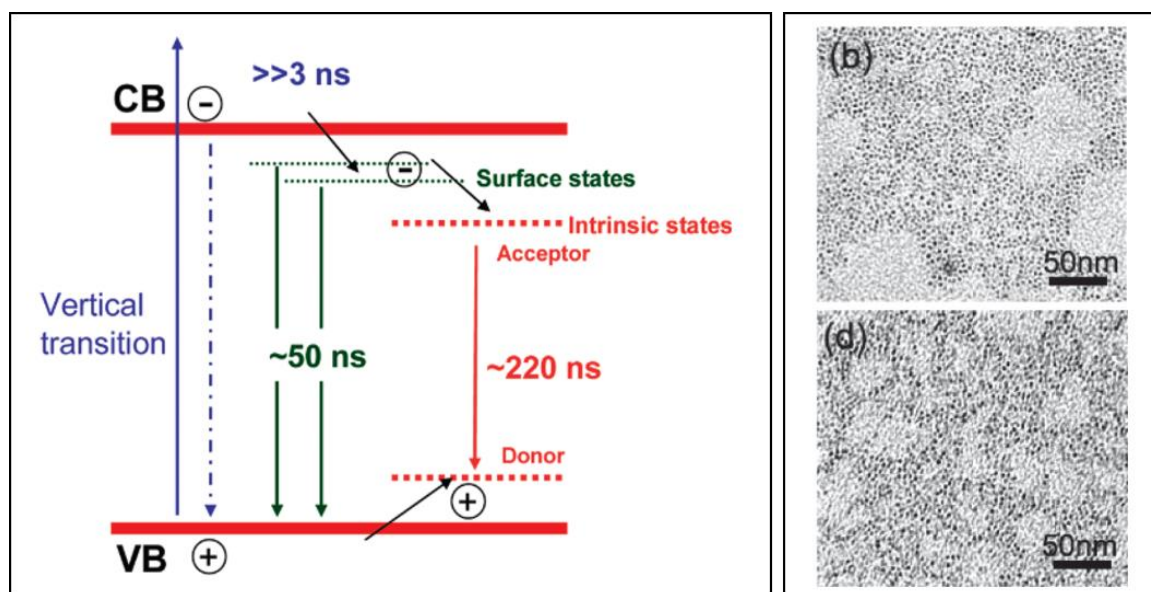 CB
-
>>3 ns
-
Surface states
Intrinsic states
Acceptor
Vertical
transition
~50 ns
~220 ns
Donor
+
VB
+
(b)
50nm
(d)
50nm